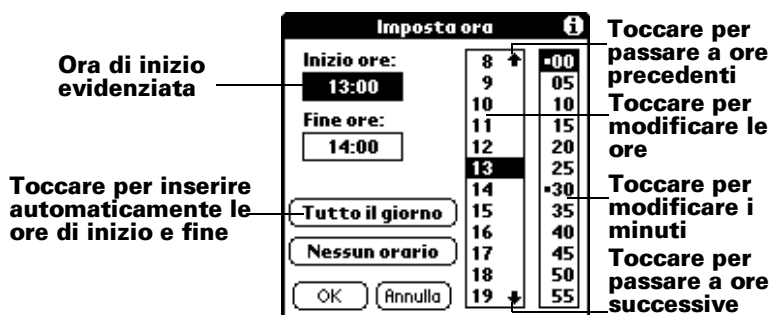 Imposta ora
Ora di inizio
evidenziata
Toccare per inserire
automaticamente le
ore di inizio e fine
Inizio ore:
13:00
Fine ore:
14:00
Tutto il giorno
Nessun orario
OK
Annulla
8
9
10
11
12
13
14
15
16
17
18
19
00
05
10
15
20
25
30
35
40
45
50
55
Toccare per
passare a ore
precedenti
Toccare per
modificare le
ore
Toccare per
modificare i
minuti
Toccare per
passare a ore
successive